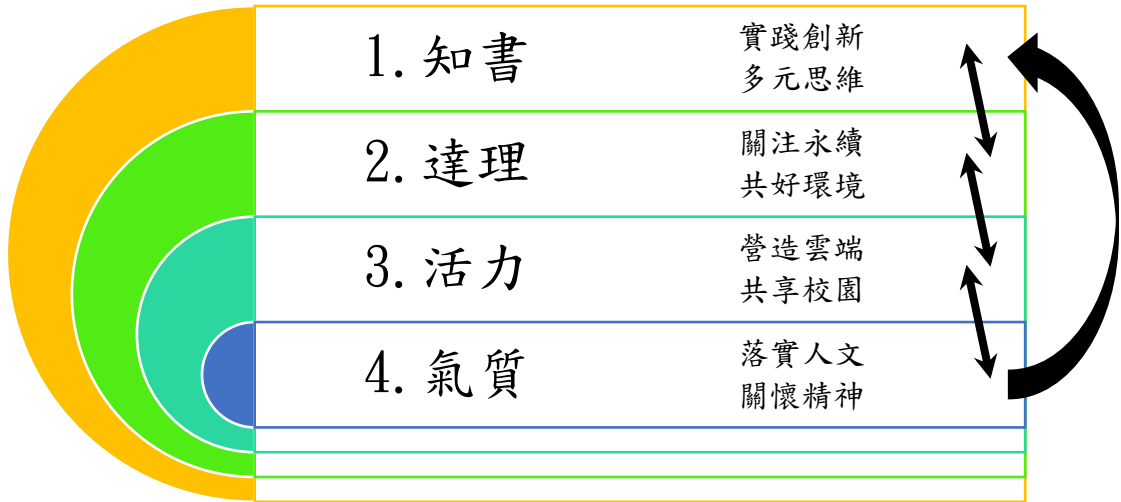 1.知書
實踐創新
多元思維
2.達理
關注永續
共好環境
3.活力
營造雲端
共享校園
4.氣質
落實人文
關懷精神